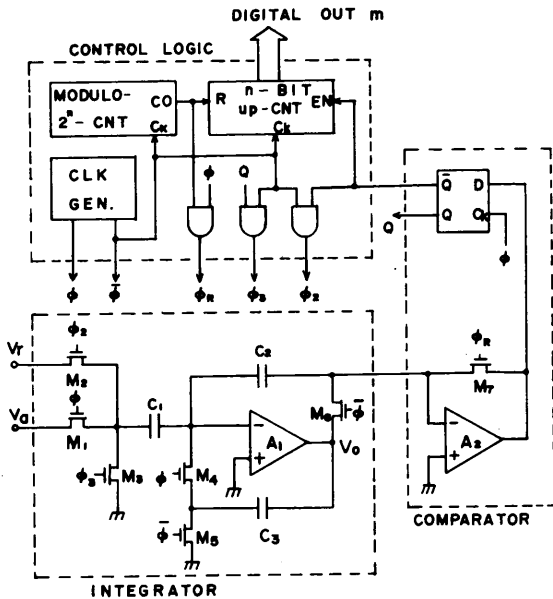 DIGITAL OUT m
CONTROL LOGIC
MODULO-
2ⁿ-CNT
CO
CK
R
n-BIT
up-CNT
EN
Ck
CLK
GEN.
φ
Q
Q̄
D
Q
CK
Q
φ
φ
φ̄
φR
φ3
φ2
φ2
Vr
M2
φ
Va
M1
C1
C2
φR
M7
M6
φ̄
A1
Vo
A2
φ3
M3
φ
M4
φ̄
M5
C3
COMPARATOR
INTEGRATOR